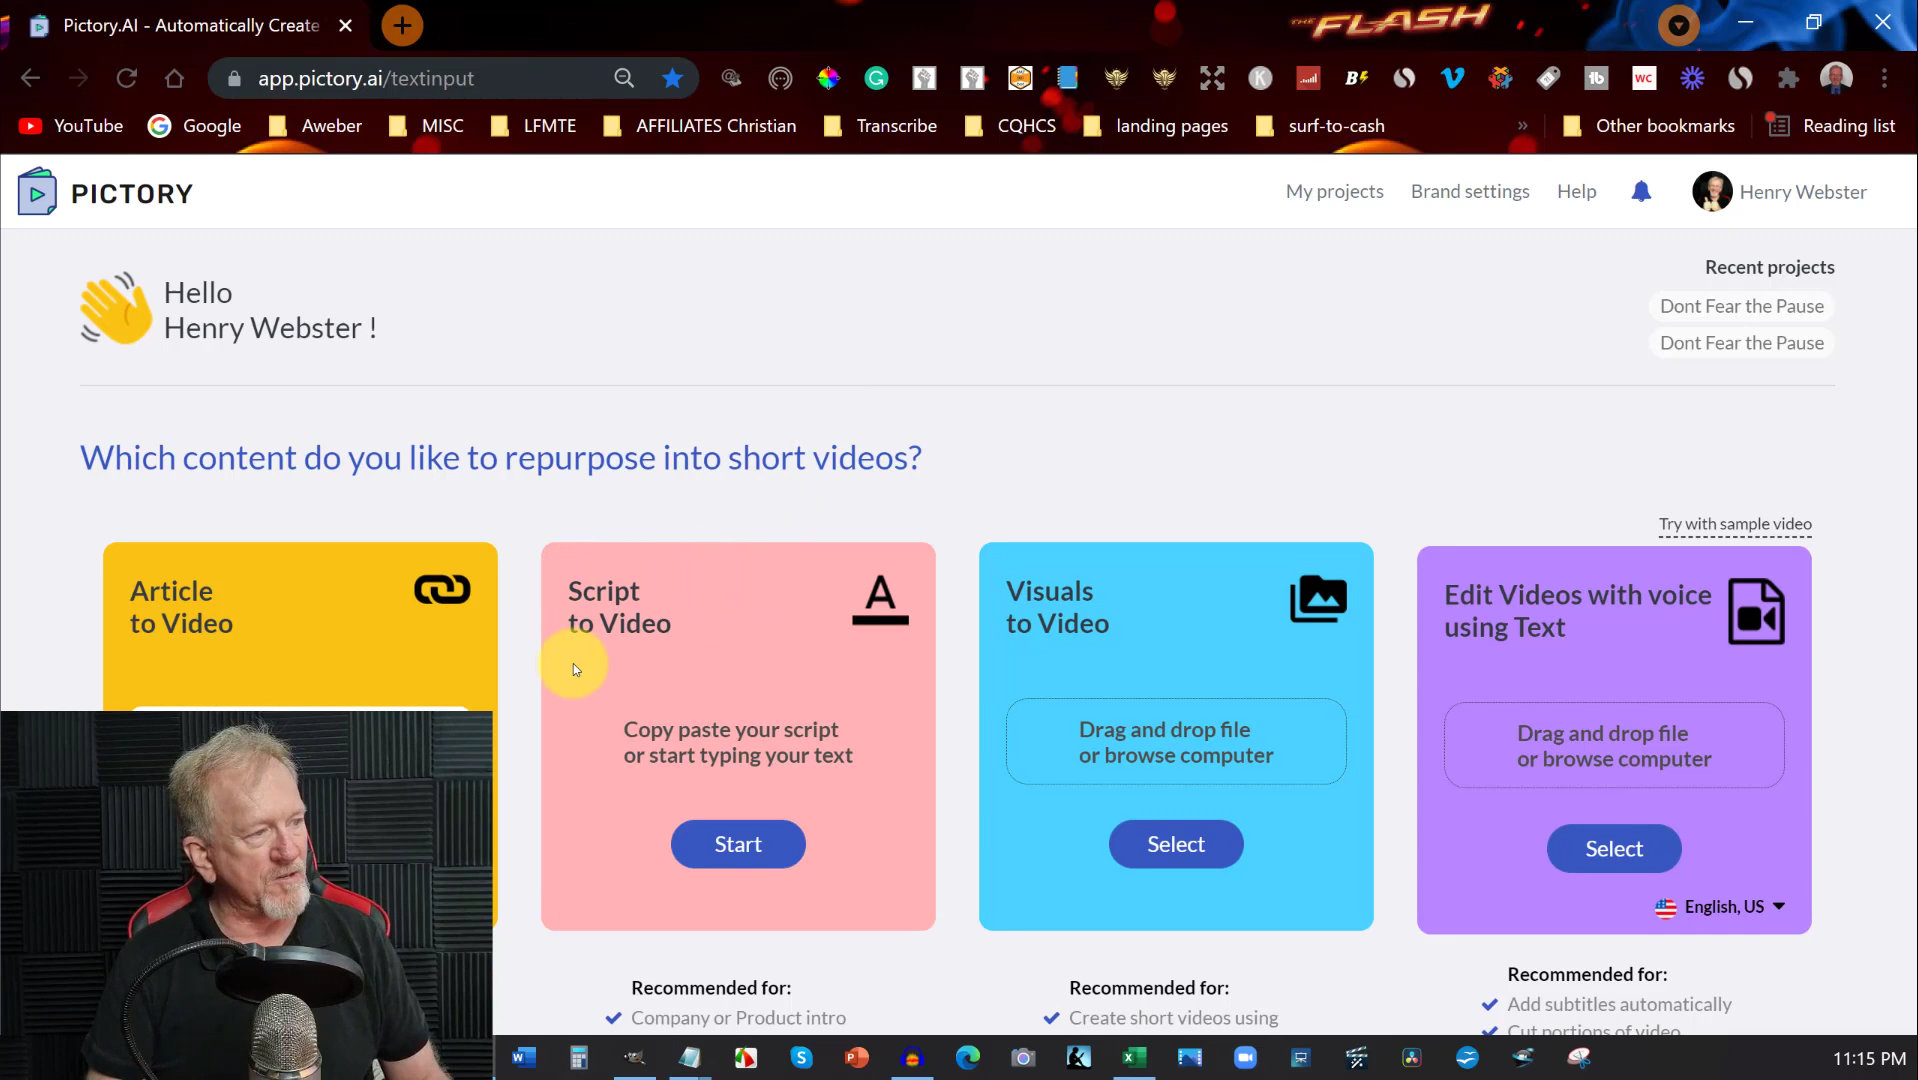 Pictory.AI - Automatically Create
THE FLASH
app.pictory.ai/textinput
YouTube
Google
Aweber
MISC
LFMTE
AFFILIATES Christian
Transcribe
CQHCS
landing pages
surf-to-cash
»
Other bookmarks
Reading list
PICTORY
My projects
Brand settings
Help
Henry Webster
Hello
Henry Webster !
Recent projects
Dont Fear the Pause
Dont Fear the Pause
Which content do you like to repurpose into short videos?
Try with sample video
Article
to Video
Script
to Video
Copy paste your script
or start typing your text
Start
Visuals
to Video
Drag and drop file
or browse computer
Select
Edit Videos with voice
using Text
Drag and drop file
or browse computer
Select
English, US
Recommended for:
Company or Product intro
Recommended for:
Create short videos using
Recommended for:
Add subtitles automatically
Cut portions of video
11:15 PM